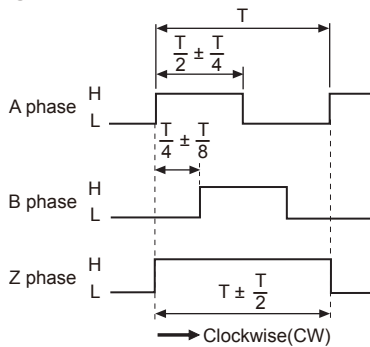 T
T/2 ± T/4
H
A phase
L
T/4 ± T/8
H
B phase
L
H
Z phase
L
T ± T/2
Clockwise(CW)